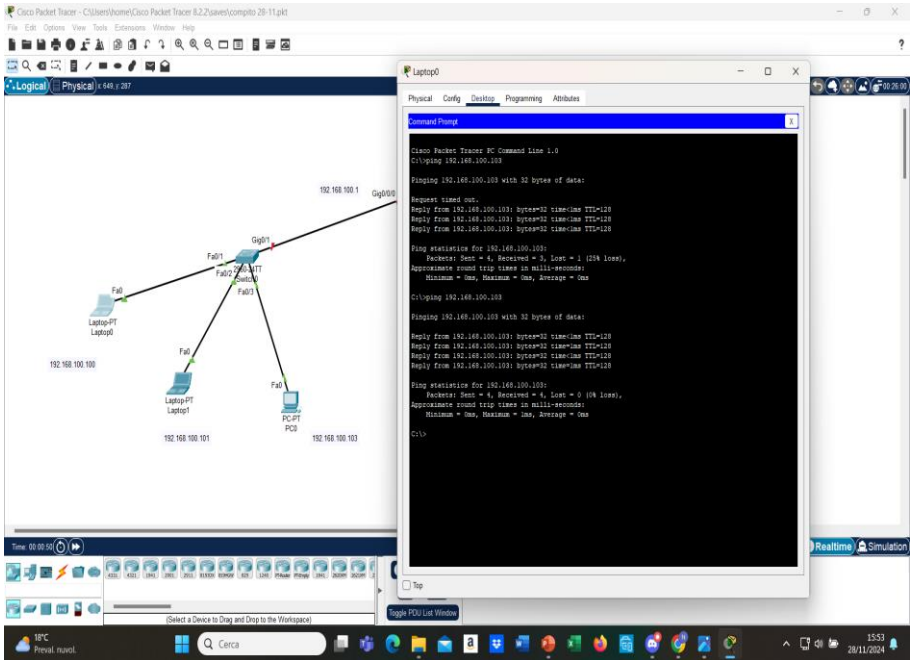 Cisco Packet Tracer - C:\Users\home\Cisco Packet Tracer 8.2.2\saves\compito 28-11.pkt
File Edit Options View Tools Extensions Window Help
?
Logical Physical x: 649, y: 287
00:26:00
Laptop0
Physical Config Desktop Programming Attributes
Command Prompt
X
Cisco Packet Tracer PC Command Line 1.0
C:\>ping 192.168.100.103
Pinging 192.168.100.103 with 32 bytes of data:
Request timed out.
Reply from 192.168.100.103: bytes=32 time<1ms TTL=128
Reply from 192.168.100.103: bytes=32 time<1ms TTL=128
Reply from 192.168.100.103: bytes=32 time<1ms TTL=128
Ping statistics for 192.168.100.103:
Packets: Sent = 4, Received = 3, Lost = 1 (25% loss),
Approximate round trip times in milli-seconds:
Minimum = 0ms, Maximum = 0ms, Average = 0ms
C:\>ping 192.168.100.103
Pinging 192.168.100.103 with 32 bytes of data:
Reply from 192.168.100.103: bytes=32 time<1ms TTL=128
Reply from 192.168.100.103: bytes=32 time<1ms TTL=128
Reply from 192.168.100.103: bytes=32 time<1ms TTL=128
Reply from 192.168.100.103: bytes=32 time=1ms TTL=128
Ping statistics for 192.168.100.103:
Packets: Sent = 4, Received = 4, Lost = 0 (0% loss),
Approximate round trip times in milli-seconds:
Minimum = 0ms, Maximum = 1ms, Average = 0ms
C:\>
Top
192.168.100.1 Gig0/0/0
Gig0/1
Fa0/1
Fa0/2
Switch0
Fa0/3
Fa0
Laptop-PT
Laptop0
192.168.100.100
Fa0
Laptop-PT
Laptop1
192.168.100.101
Fa0
PC-PT
PC0
192.168.100.103
Time: 00:00:50
Realtime Simulation
(Select a Device to Drag and Drop to the Workspace)
Toggle PDU List Window
18°C
Preval. nuvol.
Cerca
15:53
28/11/2024